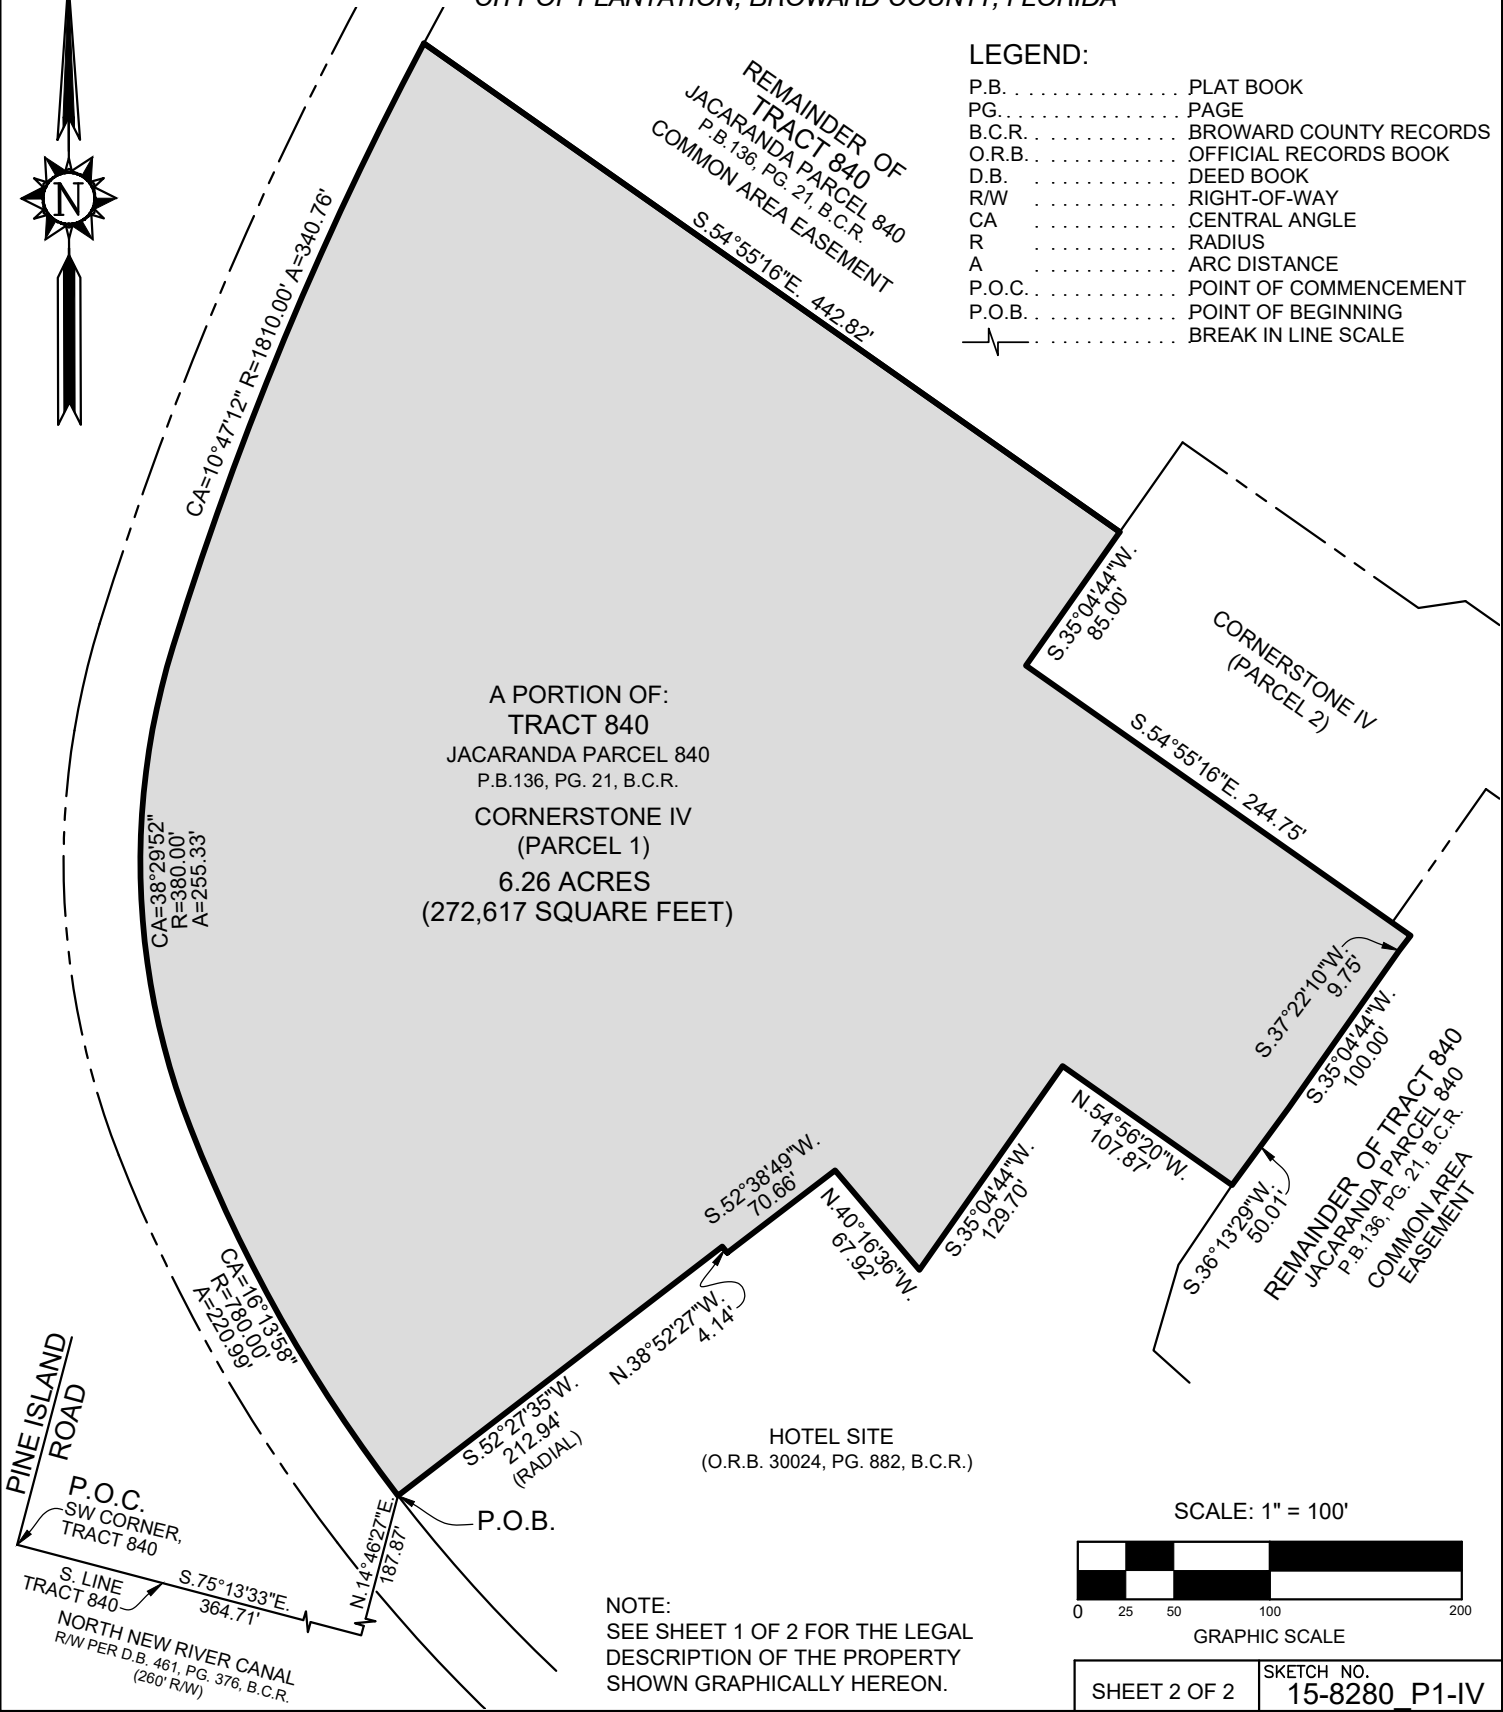 CITY OF PLANTATION, BROWARD COUNTY, FLORIDA
N
LEGEND:
P.B. . . . . . . . . . . . . . . PLAT BOOK
PG. . . . . . . . . . . . . . . PAGE
B.C.R. . . . . . . . . . . . . BROWARD COUNTY RECORDS
O.R.B. . . . . . . . . . . . . OFFICIAL RECORDS BOOK
D.B. . . . . . . . . . . . . DEED BOOK
R/W . . . . . . . . . . . . RIGHT-OF-WAY
CA . . . . . . . . . . . . CENTRAL ANGLE
R . . . . . . . . . . . . RADIUS
A . . . . . . . . . . . . ARC DISTANCE
P.O.C. . . . . . . . . . . . . POINT OF COMMENCEMENT
P.O.B. . . . . . . . . . . . . POINT OF BEGINNING
. . . . . . . . . . . . BREAK IN LINE SCALE
REMAINDER OF
TRACT 840
JACARANDA PARCEL 840
P.B.136, PG. 21, B.C.R.
COMMON AREA EASEMENT
S.54°55'16"E. 442.82'
CA=10°47'12" R=1810.00' A=340.76'
S.35°04'44"W.
85.00'
CORNERSTONE IV
(PARCEL 2)
S.54°55'16"E. 244.75'
A PORTION OF:
TRACT 840
JACARANDA PARCEL 840
P.B.136, PG. 21, B.C.R.
CORNERSTONE IV
(PARCEL 1)
6.26 ACRES
(272,617 SQUARE FEET)
CA=38°29'52"
R=380.00'
A=255.33'
S.37°22'10"W.
9.75'
S.35°04'44"W.
100.00'
REMAINDER OF TRACT 840
JACARANDA PARCEL 840
P.B.136, PG. 21, B.C.R.
COMMON AREA
EASEMENT
S.36°13'29"W.
50.01'
N.54°56'20"W.
107.87'
S.35°04'44"W.
129.70'
N.40°16'36"W.
67.92'
S.52°38'49"W.
70.66'
N.38°52'27"W.
4.14'
S.52°27'35"W.
212.94'
(RADIAL)
CA=16°13'58"
R=780.00'
A=220.99'
HOTEL SITE
(O.R.B. 30024, PG. 882, B.C.R.)
PINE ISLAND
ROAD
P.O.C.
SW CORNER,
TRACT 840
P.O.B.
N.14°46'27"E.
187.87'
S. LINE
TRACT 840
S.75°13'33"E.
364.71'
NORTH NEW RIVER CANAL
R/W PER D.B. 461, PG. 376, B.C.R.
(260' R/W)
NOTE:
SEE SHEET 1 OF 2 FOR THE LEGAL
DESCRIPTION OF THE PROPERTY
SHOWN GRAPHICALLY HEREON.
SCALE: 1" = 100'
0 25 50 100 200
GRAPHIC SCALE
SHEET 2 OF 2
SKETCH NO.
15-8280_P1-IV